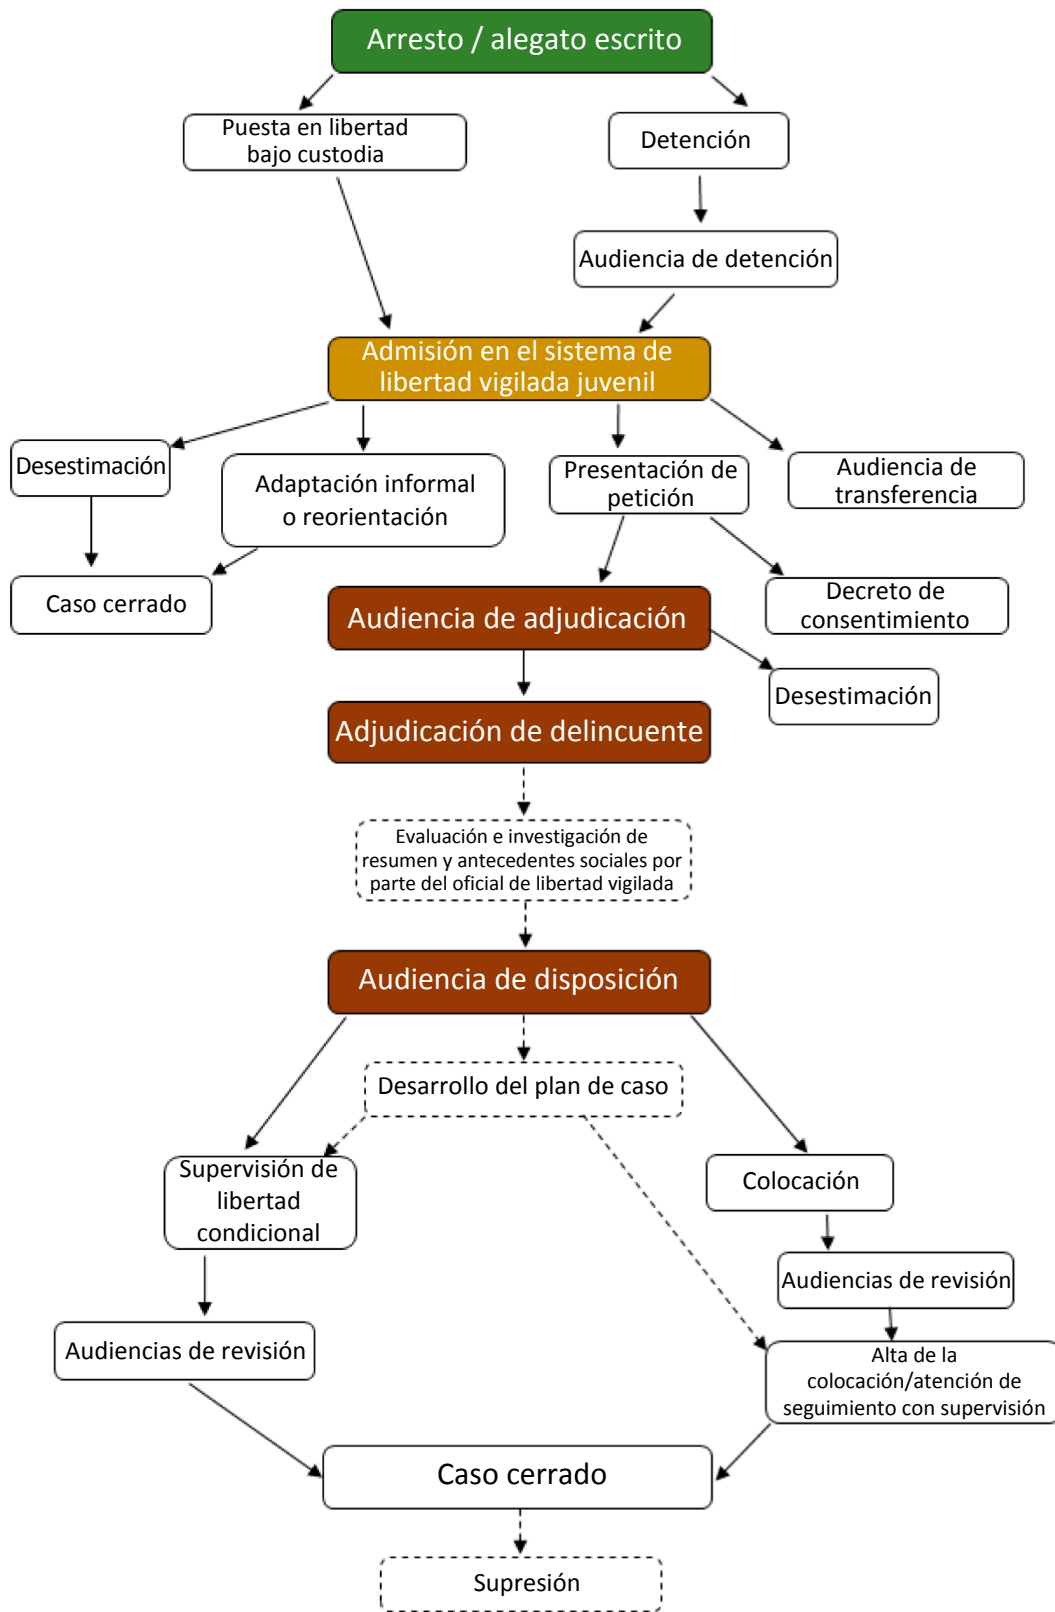 Arresto / alegato escrito
Puesta en libertad
bajo custodia
Detención
Audiencia de detención
Admisión en el sistema de
libertad vigilada juvenil
Desestimación
Adaptación informal
o reorientación
Presentación de
petición
Audiencia de
transferencia
Caso cerrado
Audiencia de adjudicación
Decreto de
consentimiento
Desestimación
Adjudicación de delincuente
Evaluación e investigación de
resumen y antecedentes sociales por
parte del oficial de libertad vigilada
Audiencia de disposición
Desarrollo del plan de caso
Supervisión de
libertad
condicional
Colocación
Audiencias de revisión
Audiencias de revisión
Alta de la
colocación/atención de
seguimiento con supervisión
Caso cerrado
Supresión